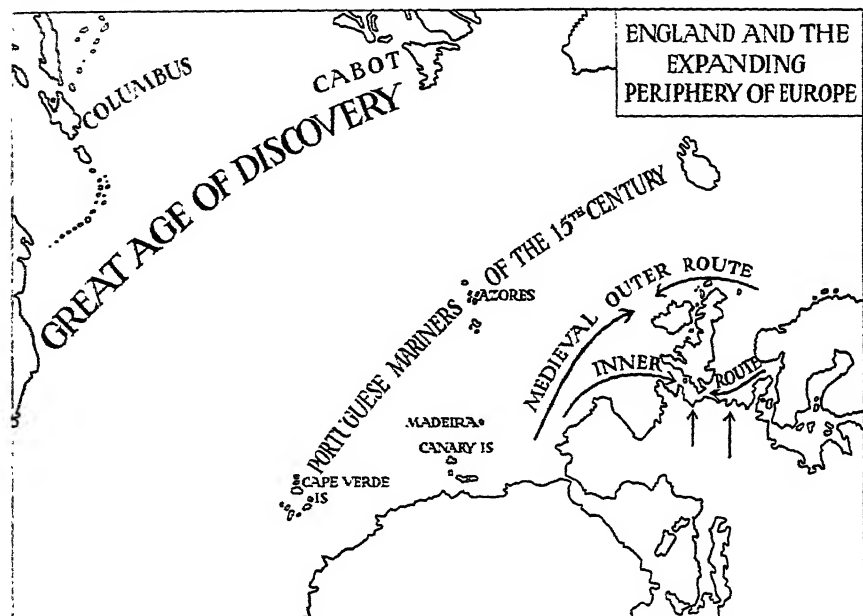 ENGLAND AND THE
EXPANDING
PERIPHERY OF EUROPE
COLUMBUS
CABOT
GREAT AGE OF DISCOVERY
PORTUGUESE MARINERS OF THE 15TH CENTURY
AZORES
MEDIEVAL OUTER ROUTE
INNER ROUTE
MADEIRA
CANARY IS
CAPE VERDE
IS